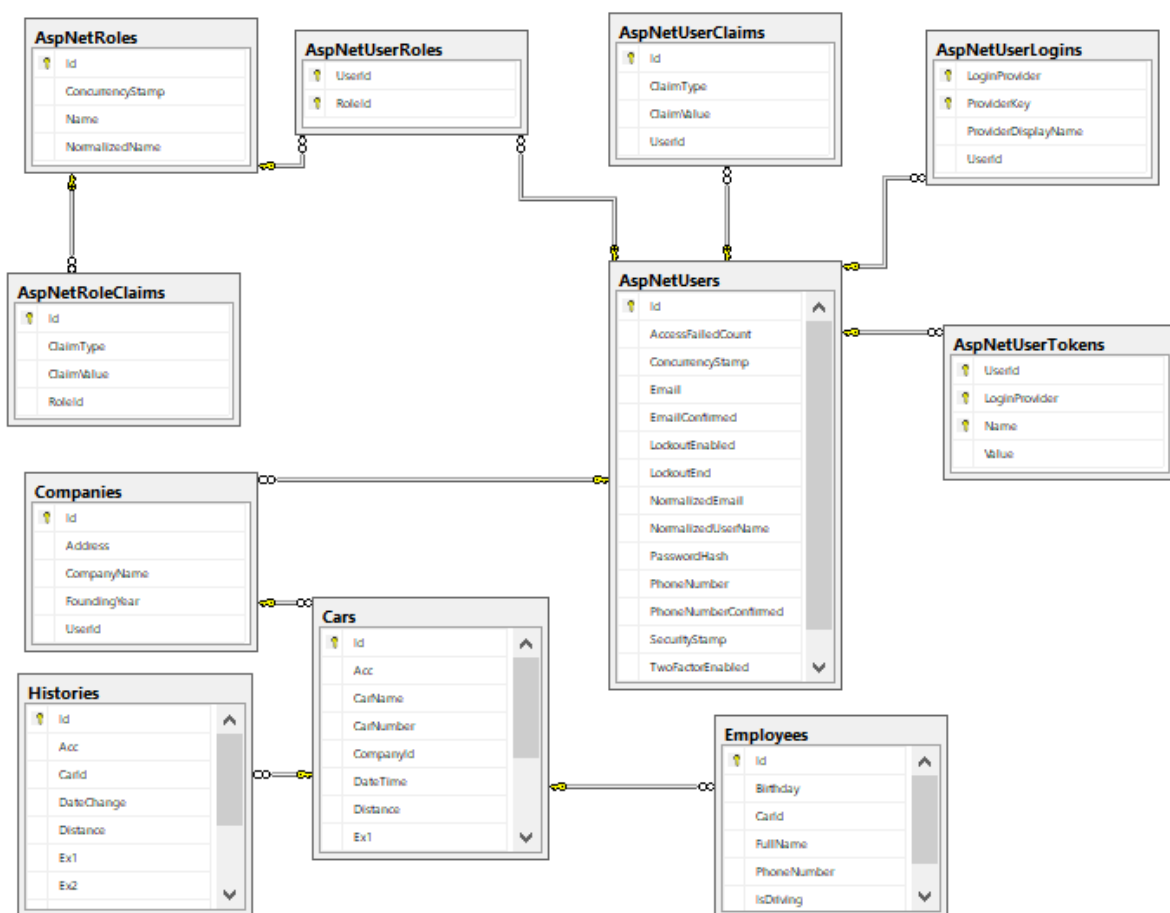 AspNetRoles
Id
ConcurrencyStamp
Name
NormalizedName
AspNetUserRoles
UserId
RoleId
AspNetUserClaims
Id
ClaimType
ClaimValue
UserId
AspNetUserLogins
LoginProvider
ProviderKey
ProviderDisplayName
UserId
AspNetRoleClaims
Id
ClaimType
ClaimValue
RoleId
AspNetUsers
Id
AccessFailedCount
ConcurrencyStamp
Email
EmailConfirmed
LockoutEnabled
LockoutEnd
NormalizedEmail
NormalizedUserName
PasswordHash
PhoneNumber
PhoneNumberConfirmed
SecurityStamp
TwoFactorEnabled
AspNetUserTokens
UserId
LoginProvider
Name
Value
Companies
Id
Address
CompanyName
FoundingYear
UserId
Cars
Id
Acc
CarName
CarNumber
CompanyId
DateTime
Distance
Ex1
Histories
Id
Acc
CarId
DateChange
Distance
Ex1
Ex2
Employees
Id
Birthday
CarId
FullName
PhoneNumber
IsDriving